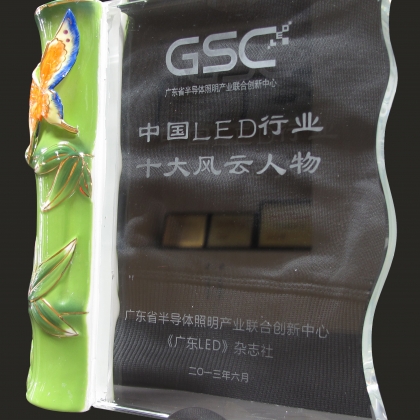 GSC
广东省半导体照明产业联合创新中心
中国LED行业
十大风云人物
广东省半导体照明产业联合创新中心
《广东LED》杂志社
二〇一三年六月